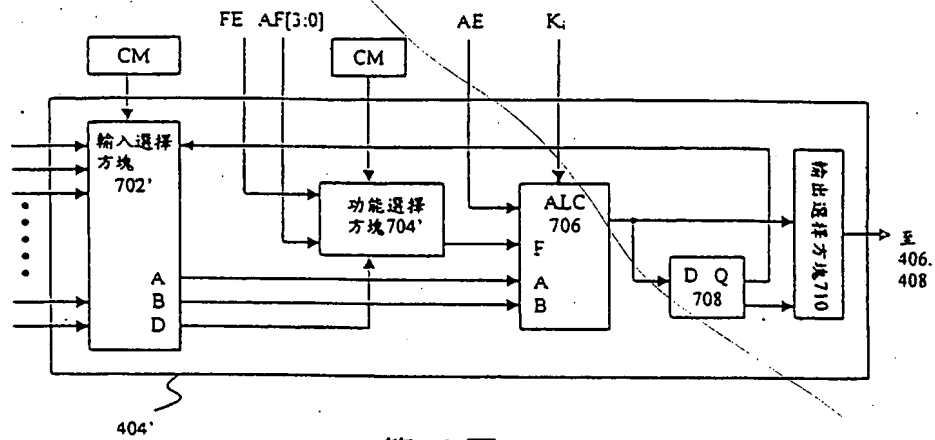 FE AF[3:0]
AE
K
CM
CM
輸入選擇
方塊
702'
功能選擇
方塊704'
ALC
706
F
A
B
A
B
D
D Q
708
輸出選擇方塊710
至
406.
408
404'